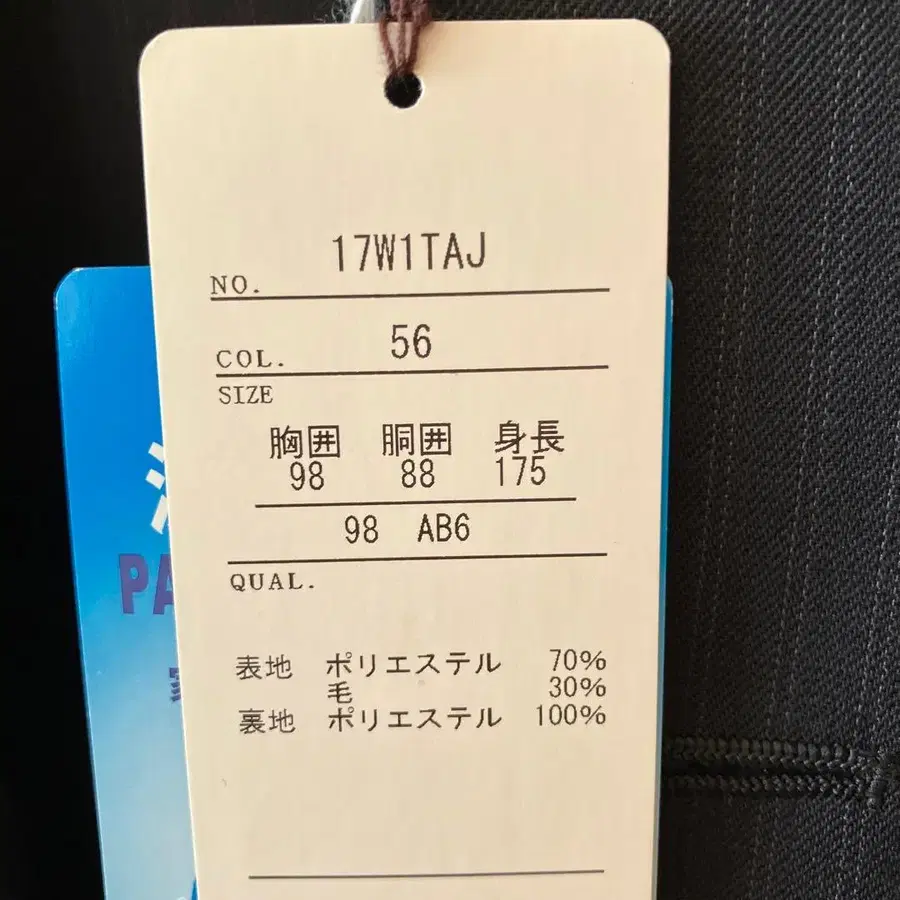 17W1TAJ
NO.
COL. 56
SIZE
胸囲 胴囲 身長
98 88 175
98 AB6
QUAL.
表地 ポリエステル 70%
毛 30%
裏地 ポリエステル 100%
PA